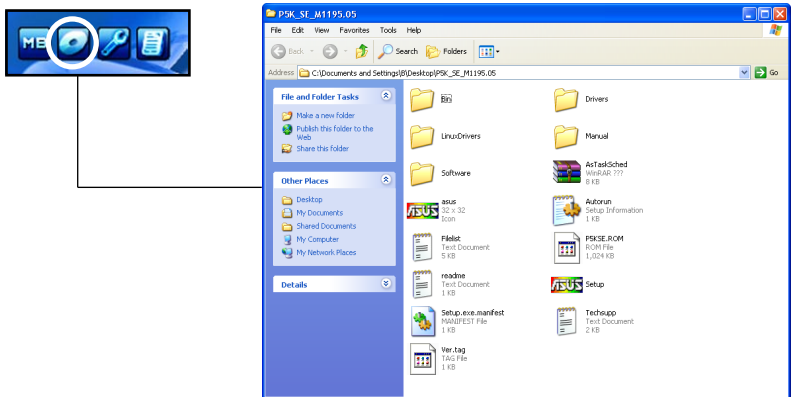 MB
P5K_SE_M1195.05
File Edit View Favorites Tools Help
Back Search Folders
Address C:\Documents and Settings\B\Desktop\P5K_SE_M1195.05 Go
File and Folder Tasks
Make a new folder
Publish this folder to the
Web
Share this folder
Other Places
Desktop
My Documents
Shared Documents
My Computer
My Network Places
Details
Bin
Drivers
LinuxDrivers
Manual
Software
AsTaskSched
WinRAR ???
8 KB
asus
32 x 32
Icon
Autorun
Setup Information
1 KB
Filelist
Text Document
5 KB
P5KSE.ROM
ROM File
1,024 KB
readme
Text Document
1 KB
Setup
Setup.exe.manifest
MANIFEST File
1 KB
Techsupp
Text Document
2 KB
Ver.tag
TAG File
1 KB
ASUS
ASUS